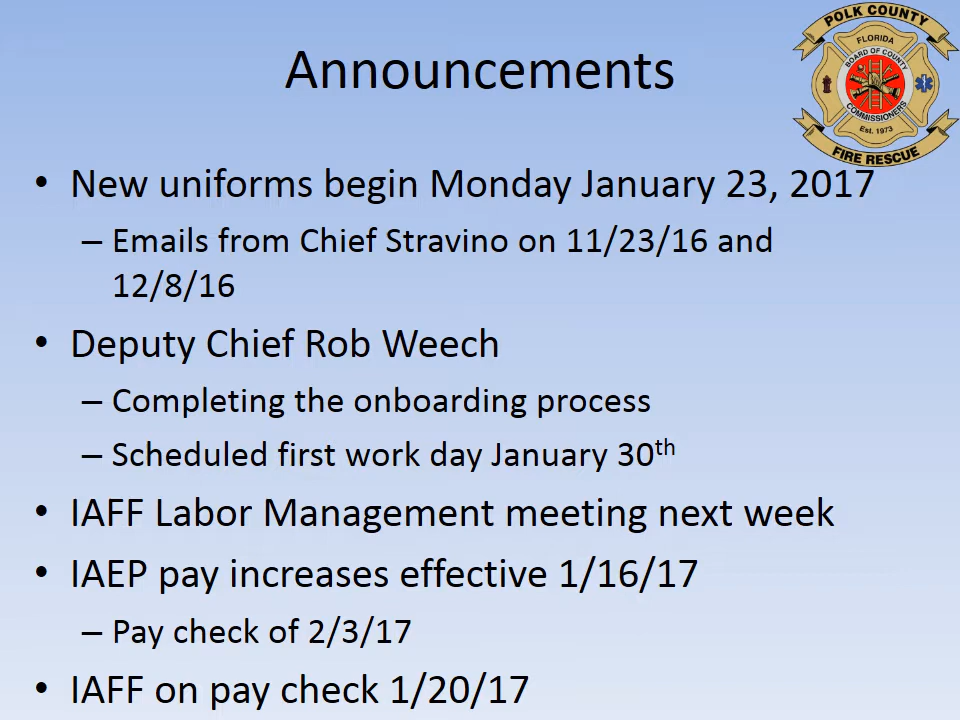 Announcements
POLK COUNTY
FLORIDA
BOARD OF COUNTY
COMMISSIONERS
Est. 1973
FIRE RESCUE
• New uniforms begin Monday January 23, 2017
– Emails from Chief Stravino on 11/23/16 and
12/8/16
• Deputy Chief Rob Weech
– Completing the onboarding process
– Scheduled first work day January 30th
• IAFF Labor Management meeting next week
• IAEP pay increases effective 1/16/17
– Pay check of 2/3/17
• IAFF on pay check 1/20/17